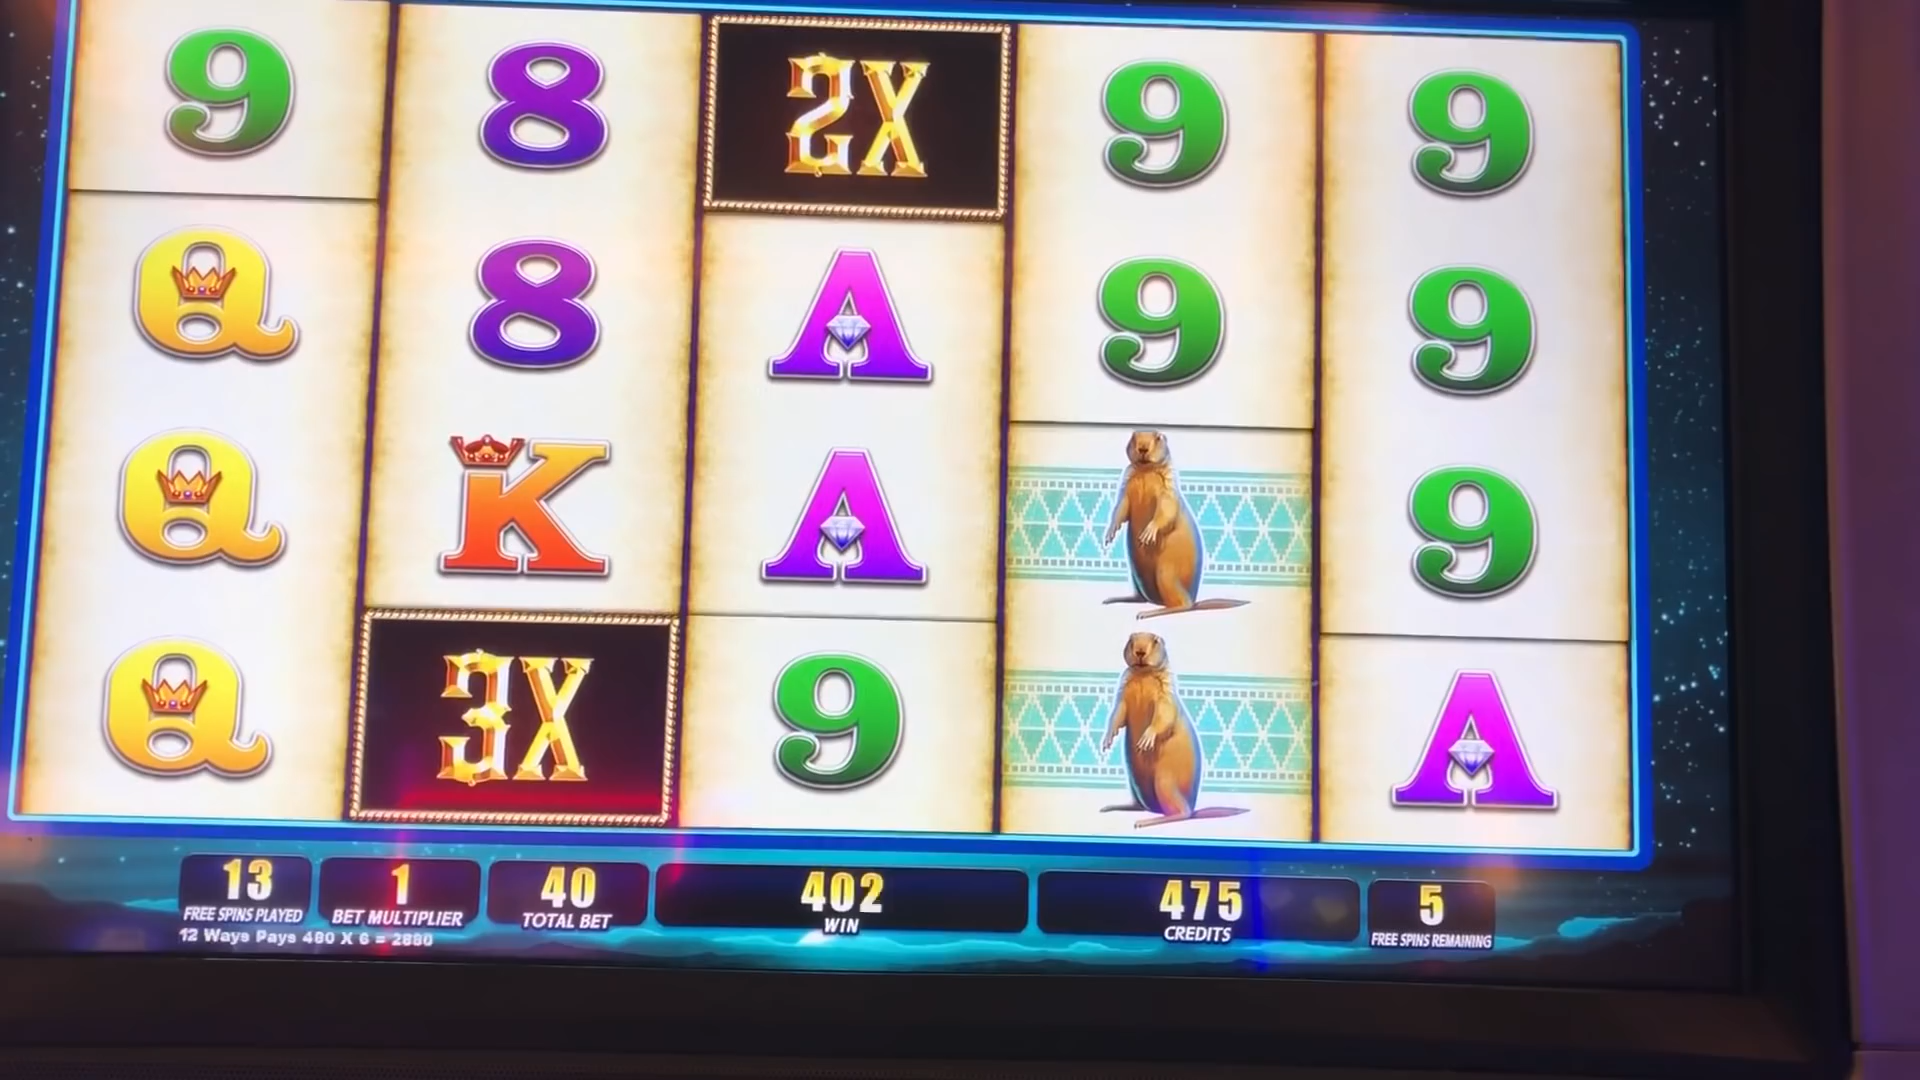 9 8 2X 9 9
Q 8 A 9 9
Q K A 9
Q 3X 9 A
13 1 40 402 475 5
FREE SPINS PLAYED BET MULTIPLIER TOTAL BET WIN CREDITS FREE SPINS REMAINING
12 Ways Pays 480 X 6 = 2880